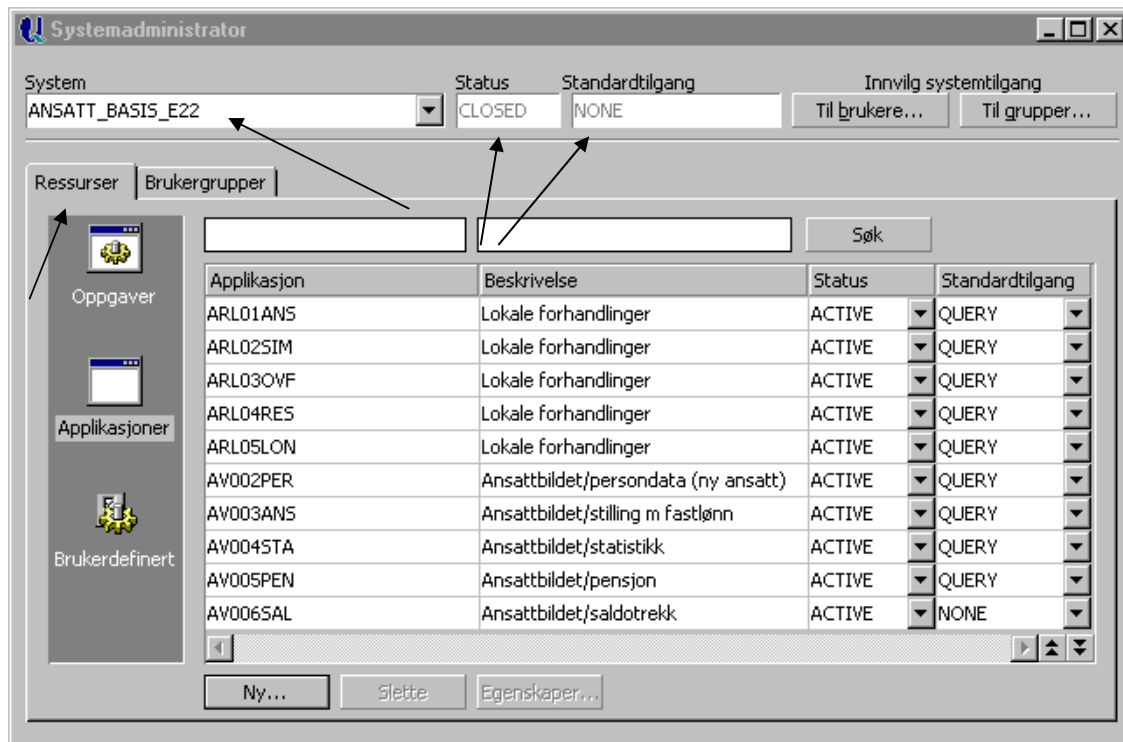 Systemadministrator
System Status Standardtilgang Innvilg systemtilgang
ANSATT_BASIS_E22 CLOSED NONE Til brukere... Til grupper...
Ressurser Brukergrupper
Søk
Oppgaver
Applikasjoner
Brukerdefinert
Applikasjon Beskrivelse Status Standardtilgang
ARL01ANS Lokale forhandlinger ACTIVE QUERY
ARL02SIM Lokale forhandlinger ACTIVE QUERY
ARL03OVF Lokale forhandlinger ACTIVE QUERY
ARL04RES Lokale forhandlinger ACTIVE QUERY
ARL05LON Lokale forhandlinger ACTIVE QUERY
AV002PER Ansattbildet/persondata (ny ansatt) ACTIVE QUERY
AV003ANS Ansattbildet/stilling m fastlønn ACTIVE QUERY
AV004STA Ansattbildet/statistikk ACTIVE QUERY
AV005PEN Ansattbildet/pensjon ACTIVE QUERY
AV006SAL Ansattbildet/saldotrekk ACTIVE NONE
Ny... Slette Egenskaper...